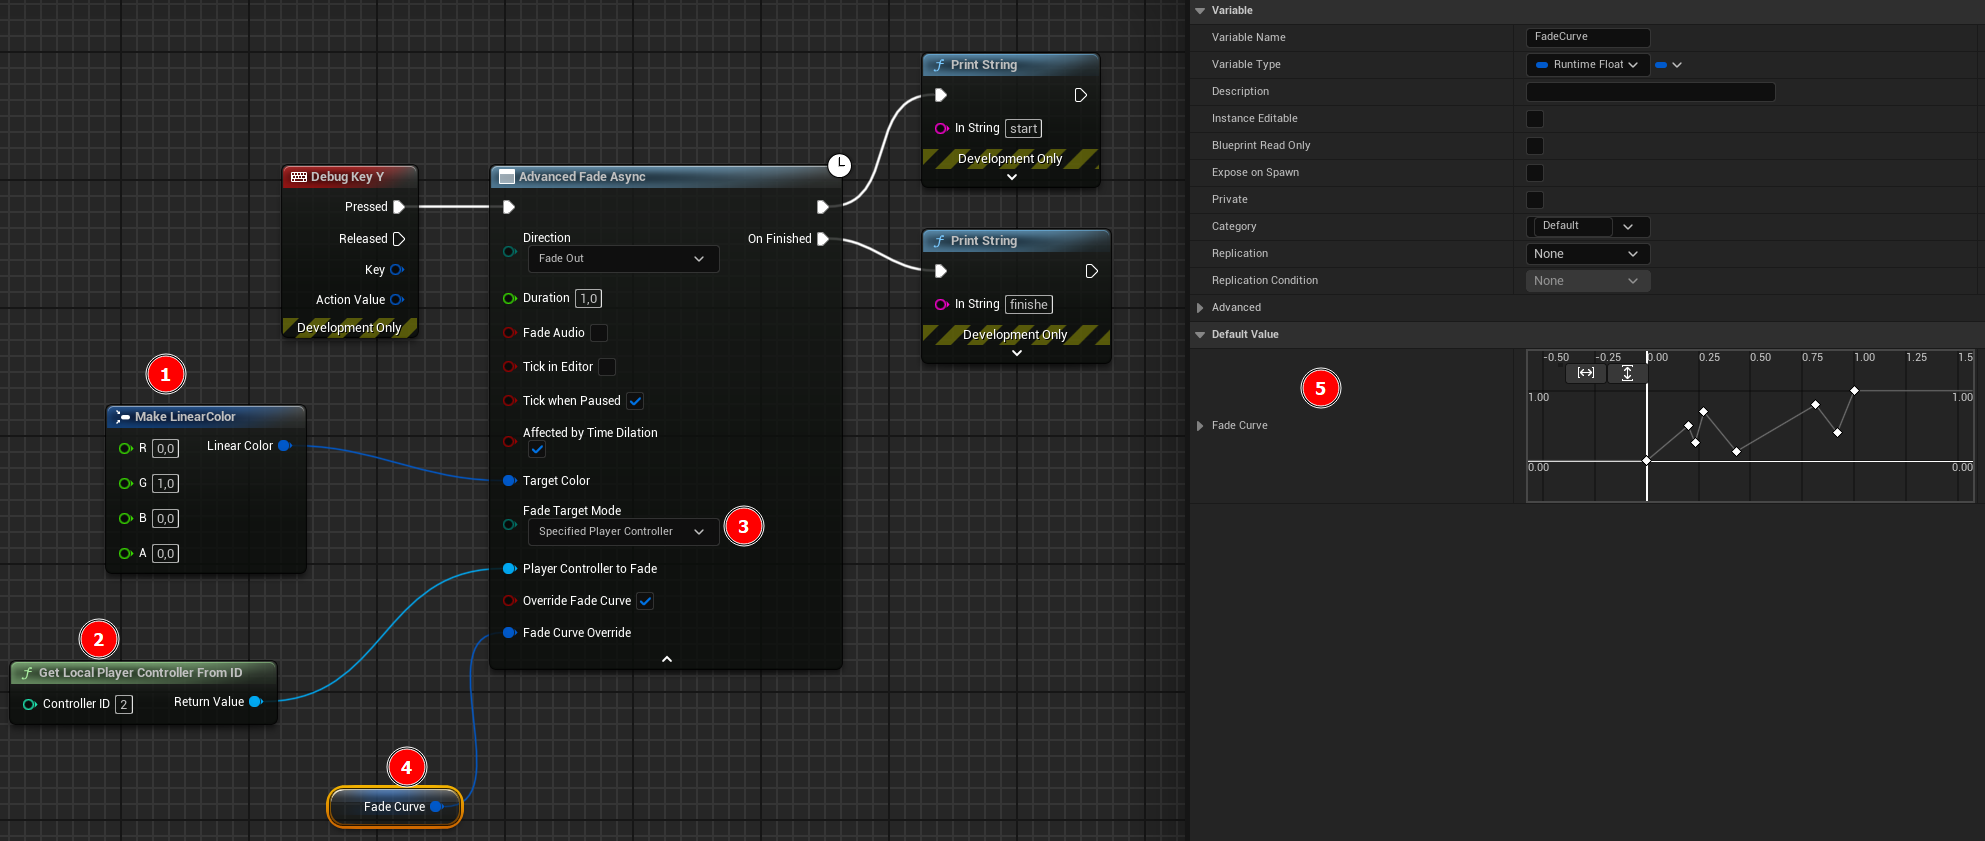 Debug Key Y
Pressed
Released
Key
Action Value
Development Only
1
Make LinearColor
R 0,0
Linear Color
G 1,0
B 0,0
A 0,0
2
Get Local Player Controller From ID
Controller ID 2
Return Value
4
Fade Curve
Advanced Fade Async
Direction
Fade Out
On Finished
Duration 1,0
Fade Audio
Tick in Editor
Tick when Paused
Affected by Time Dilation
Target Color
Fade Target Mode
Specified Player Controller
3
Player Controller to Fade
Override Fade Curve
Fade Curve Override
f Print String
In String start
Development Only
f Print String
In String finishe
Development Only
Variable
Variable Name FadeCurve
Variable Type Runtime Float
Description
Instance Editable
Blueprint Read Only
Expose on Spawn
Private
Category Default
Replication None
Replication Condition None
Advanced
Default Value
5
Fade Curve
-0.50 -0.25 0.00 0.25 0.50 0.75 1.00 1.25 1.5
1.00 1.00
0.00 0.00